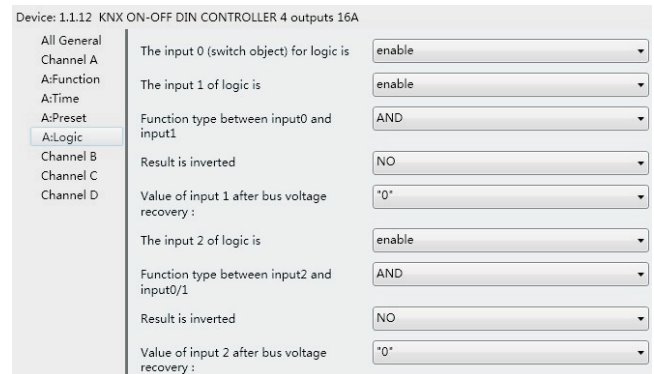 Device: 1.1.12 KNX ON-OFF DIN CONTROLLER 4 outputs 16A
All General
Channel A
A:Function
A:Time
A:Preset
A:Logic
Channel B
Channel C
Channel D
The input 0 (switch object) for logic is
enable
The input 1 of logic is
enable
Function type between input0 and
input1
AND
Result is inverted
NO
Value of input 1 after bus voltage
recovery :
"0"
The input 2 of logic is
enable
Function type between input2 and
input0/1
AND
Result is inverted
NO
Value of input 2 after bus voltage
recovery :
"0"